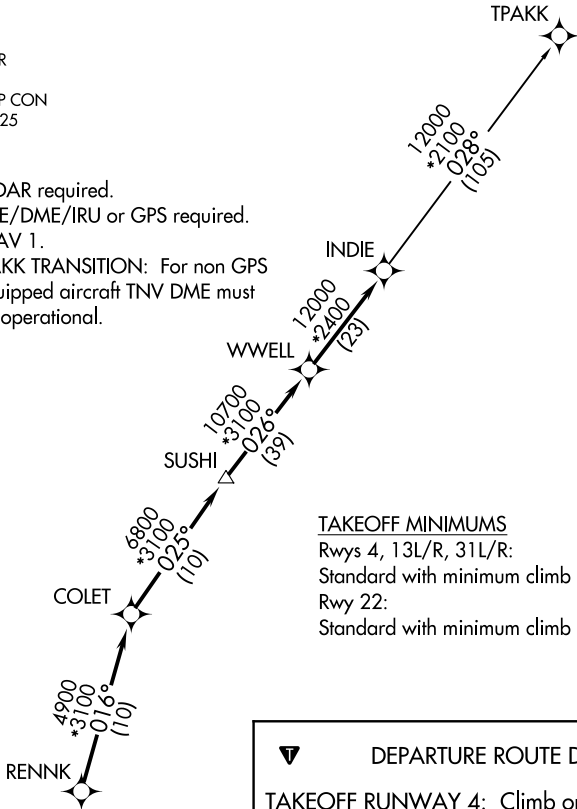 TPAKK
R
P CON
25
12000
*2100
028°
(105)
DAR required.
E/DME/IRU or GPS required.
AV 1.
AKK TRANSITION: For non GPS
uipped aircraft TNV DME must
operational.
INDIE
12000
*2400
(23)
WWELL
10700
*3100
026°
(39)
SUSHI
6800
*3100
025°
(10)
TAKEOFF MINIMUMS
Rwys 4, 13L/R, 31L/R:
Standard with minimum climb
Rwy 22:
Standard with minimum climb
COLET
4900
*3100
016°
(10)
RENNK
T DEPARTURE ROUTE D
TAKEOFF RUNWAY 4: Climb on